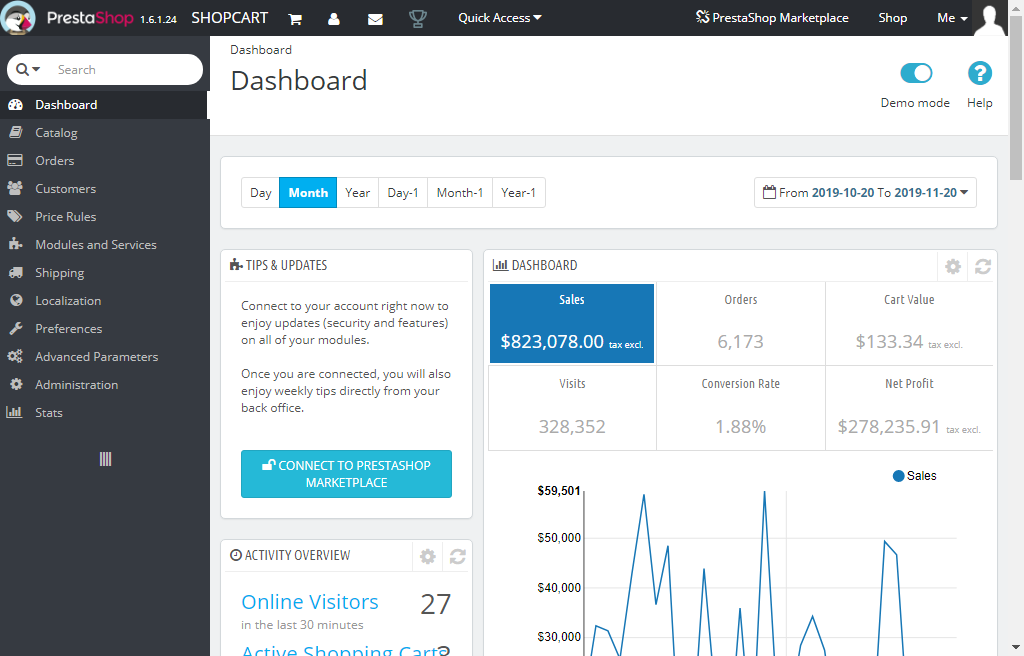 PrestaShop 1.6.1.24 SHOPCART Quick Access PrestaShop Marketplace Shop Me
Search
Dashboard
Catalog
Orders
Customers
Price Rules
Modules and Services
Shipping
Localization
Preferences
Advanced Parameters
Administration
Stats
Dashboard
Dashboard
Demo mode
Help
Day Month Year Day-1 Month-1 Year-1
From 2019-10-20 To 2019-11-20
TIPS & UPDATES
Connect to your account right now to
enjoy updates (security and features)
on all of your modules.
Once you are connected, you will also
enjoy weekly tips directly from your
back office.
CONNECT TO PRESTASHOP
MARKETPLACE
ACTIVITY OVERVIEW
Online Visitors 27
in the last 30 minutes
Active Shopping Carts
DASHBOARD
Sales Orders Cart Value
$823,078.00 tax excl. 6,173 $133.34 tax excl.
Visits Conversion Rate Net Profit
328,352 1.88% $278,235.91 tax excl.
Sales
$59,501
$50,000
$40,000
$30,000